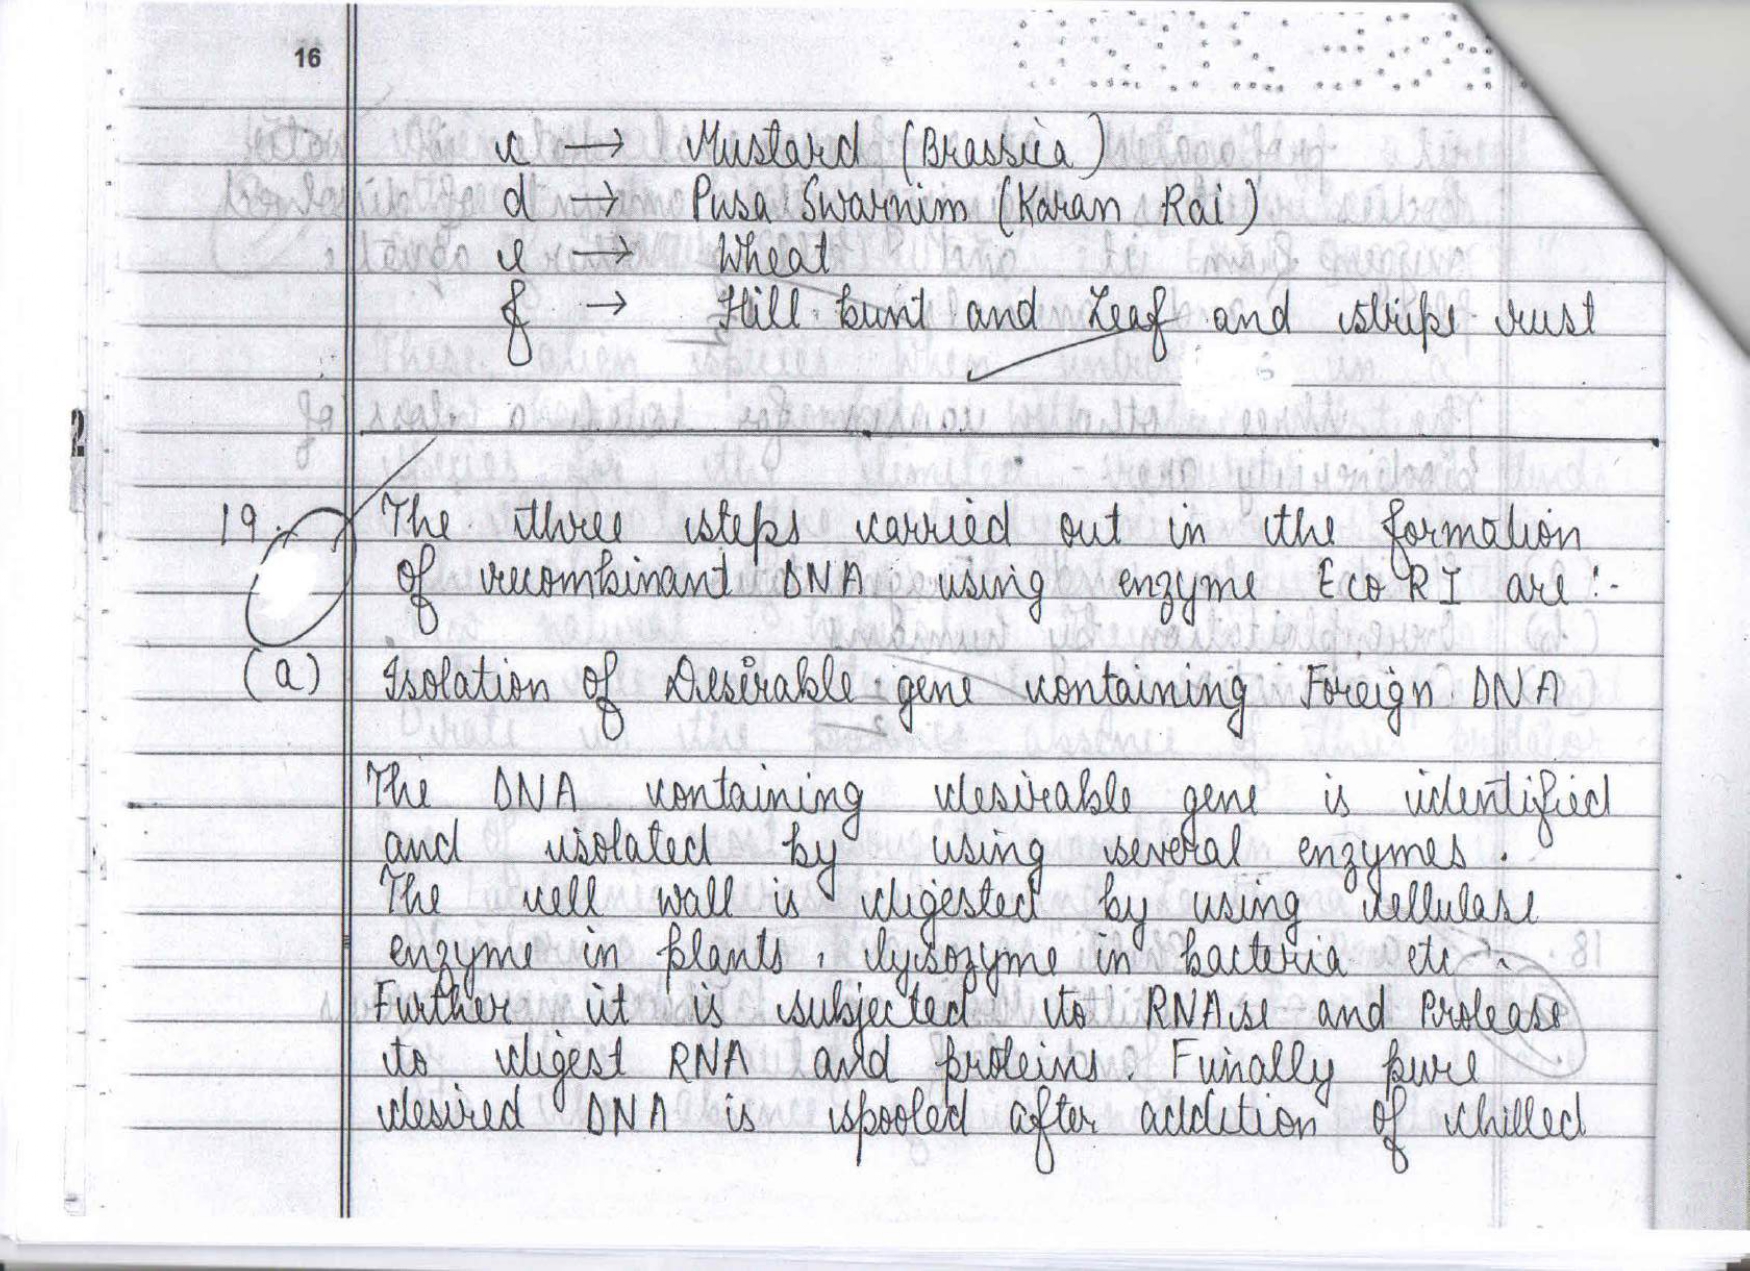 16
c → Mustard (Brassica)
d → Pusa Swarnim (Karan Rai)
e → Wheat
f → Hill bunt and Leaf and stripe rust
19. The three steps carried out in the formation
of recombinant DNA using enzyme EcoRI are :-
(a) Isolation of Desirable gene containing Foreign DNA
The DNA containing desirable gene is identified
and isolated by using several enzymes.
The cell wall is digested by using cellulase
enzyme in plants, lysozyme in bacteria etc.
Further it is subjected to RNAse and Protease
to digest RNA and proteins. Finally pure
desired DNA is spooled after addition of chilled